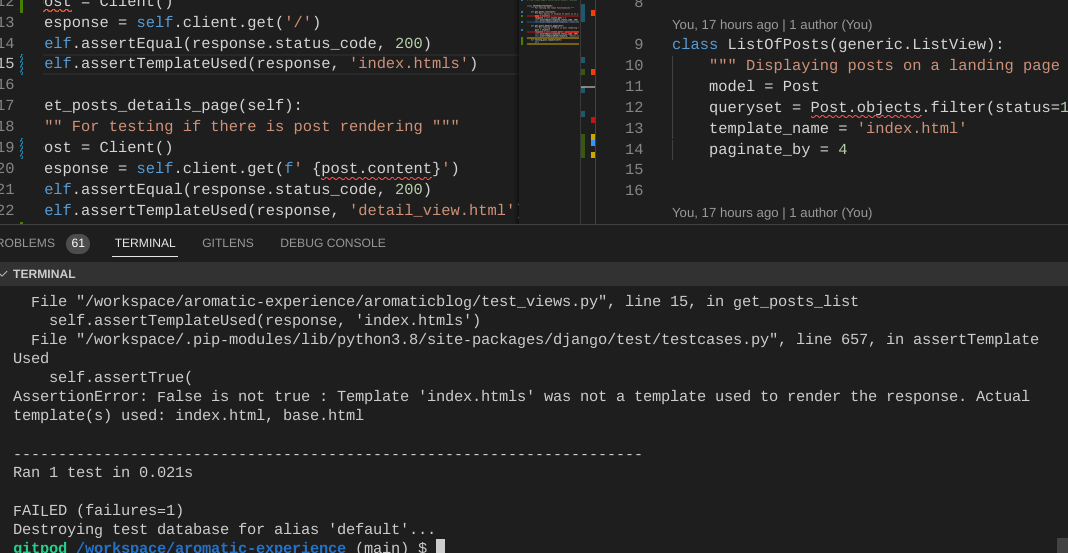 12 ost = Client()
13 esponse = self.client.get('/')
14 elf.assertEqual(response.status_code, 200)
15 elf.assertTemplateUsed(response, 'index.htmls')
16
17 et_posts_details_page(self):
18 "" For testing if there is post rendering """
19 ost = Client()
20 esponse = self.client.get(f' {post.content}')
21 elf.assertEqual(response.status_code, 200)
22 elf.assertTemplateUsed(response, 'detail_view.html'
8
You, 17 hours ago | 1 author (You)
9 class ListOfPosts(generic.ListView):
10 """ Displaying posts on a landing page
11 model = Post
12 queryset = Post.objects.filter(status=1
13 template_name = 'index.html'
14 paginate_by = 4
15
16
You, 17 hours ago | 1 author (You)
ROBLEMS 61 TERMINAL GITLENS DEBUG CONSOLE
TERMINAL
File "/workspace/aromatic-experience/aromaticblog/test_views.py", line 15, in get_posts_list
self.assertTemplateUsed(response, 'index.htmls')
File "/workspace/.pip-modules/lib/python3.8/site-packages/django/test/testcases.py", line 657, in assertTemplate
Used
self.assertTrue(
AssertionError: False is not true : Template 'index.htmls' was not a template used to render the response. Actual
template(s) used: index.html, base.html
----------------------------------------------------------------------
Ran 1 test in 0.021s
FAILED (failures=1)
Destroying test database for alias 'default'...
gitpod /workspace/aromatic-experience (main) $